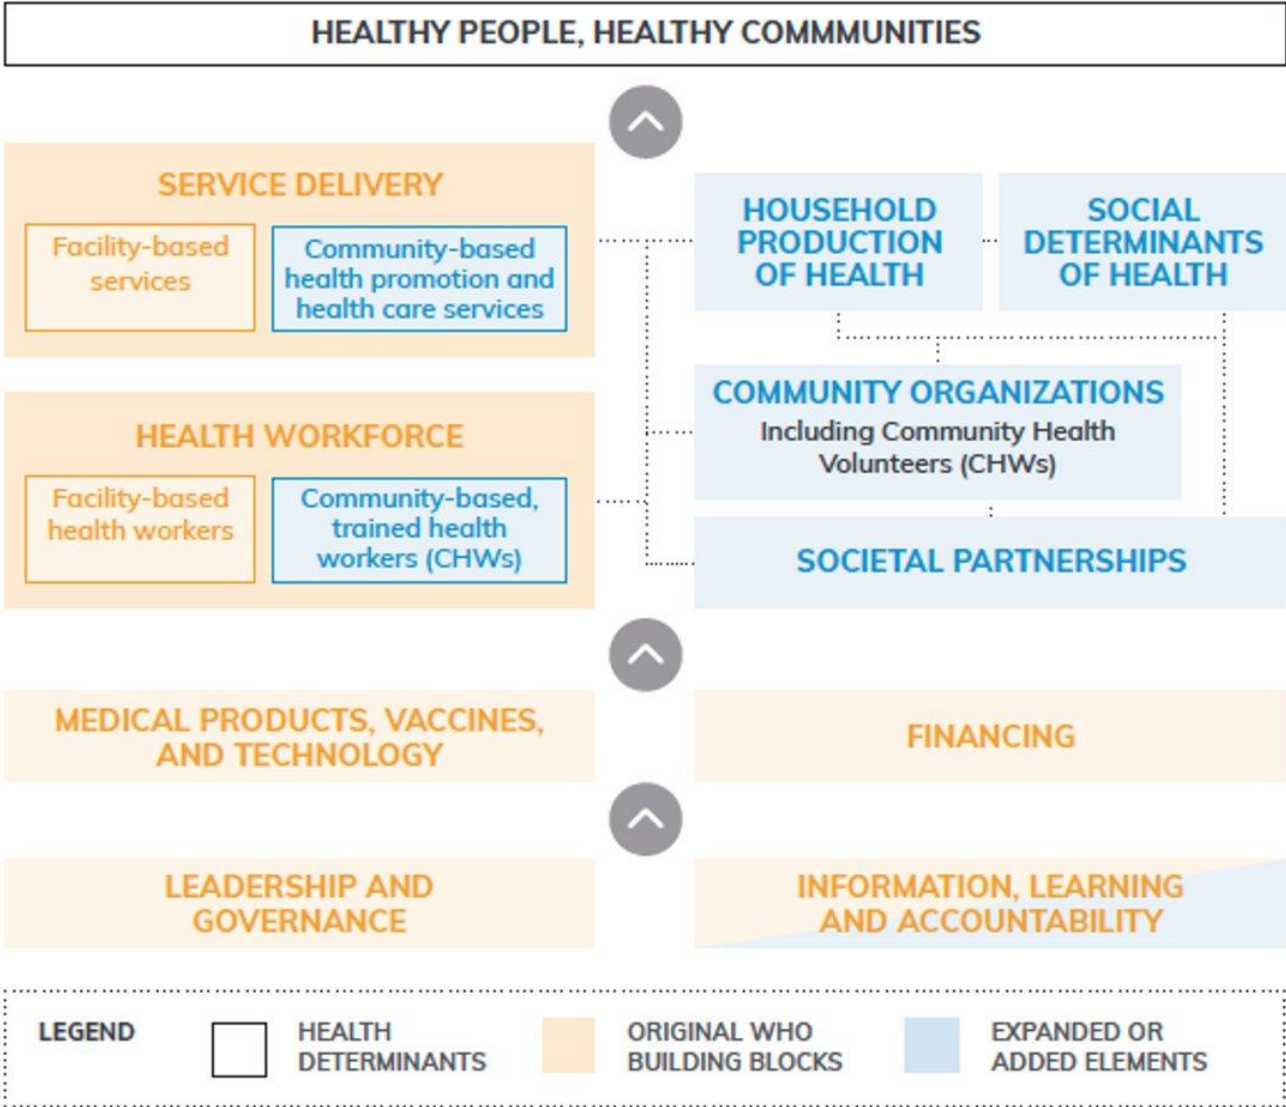 HEALTHY PEOPLE, HEALTHY COMMMUNITIES
SERVICE DELIVERY
Facility-based
services
Community-based
health promotion and
health care services
HOUSEHOLD
PRODUCTION
OF HEALTH
SOCIAL
DETERMINANTS
OF HEALTH
HEALTH WORKFORCE
Facility-based
health workers
Community-based,
trained health
workers (CHWs)
COMMUNITY ORGANIZATIONS
Including Community Health
Volunteers (CHWs)
SOCIETAL PARTNERSHIPS
MEDICAL PRODUCTS, VACCINES,
AND TECHNOLOGY
FINANCING
LEADERSHIP AND
GOVERNANCE
INFORMATION, LEARNING
AND ACCOUNTABILITY
LEGEND
HEALTH
DETERMINANTS
ORIGINAL WHO
BUILDING BLOCKS
EXPANDED OR
ADDED ELEMENTS